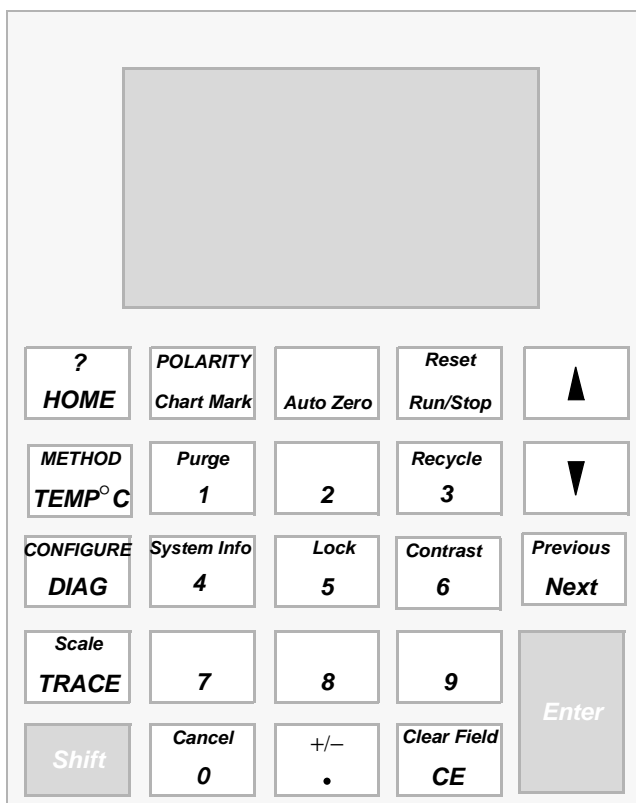 ?
HOME
POLARITY
Chart Mark
Auto Zero
Reset
Run/Stop
METHOD
TEMP°C
Purge
1
2
Recycle
3
CONFIGURE
DIAG
System Info
4
Lock
5
Contrast
6
Previous
Next
Scale
TRACE
7
8
9
Enter
Shift
Cancel
0
+/−
.
Clear Field
CE